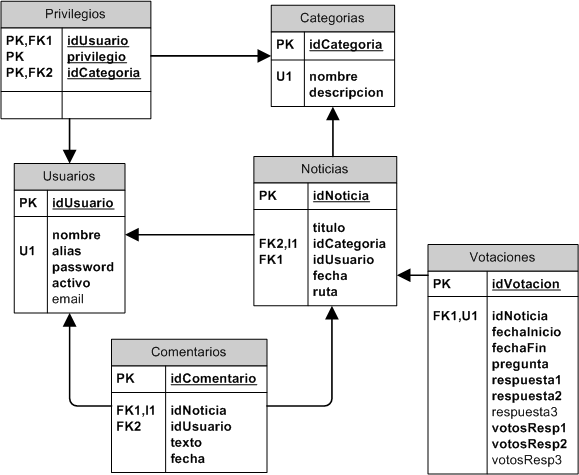 Privilegios
PK,FK1 idUsuario
PK privilegio
PK,FK2 idCategoria
Categorias
PK idCategoria
U1 nombre
descripcion
Usuarios
PK idUsuario
nombre
U1 alias
password
activo
email
Noticias
PK idNoticia
titulo
FK2,I1 idCategoria
FK1 idUsuario
fecha
ruta
Votaciones
PK idVotacion
FK1,U1 idNoticia
fechaInicio
fechaFin
pregunta
respuesta1
respuesta2
respuesta3
votosResp1
votosResp2
votosResp3
Comentarios
PK idComentario
FK1,I1 idNoticia
FK2 idUsuario
texto
fecha